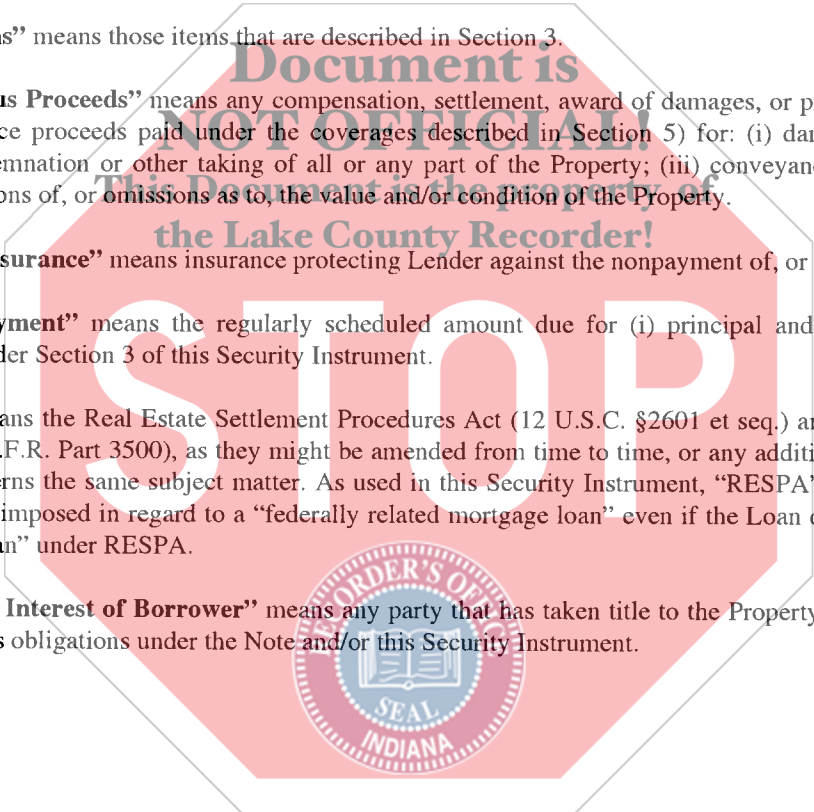 ns” means those items that are described in Section 3.
Document is
us Proceeds” means any compensation, settlement, award of damages, or p
NOT OFFICIAL!
ce proceeds paid under the coverages described in Section 5) for: (i) da
emnation or other taking of all or any part of the Property; (iii) conveyan
This Document is the property of
ons of, or omissions as to, the value and/or condition of the Property.
the Lake County Recorder!
surance” means insurance protecting Lender against the nonpayment of, or
yment” means the regularly scheduled amount due for (i) principal and
der Section 3 of this Security Instrument.
STOP
ans the Real Estate Settlement Procedures Act (12 U.S.C. §2601 et seq.) a
.F.R. Part 3500), as they might be amended from time to time, or any additi
erns the same subject matter. As used in this Security Instrument, “RESPA”
imposed in regard to a “federally related mortgage loan” even if the Loan
an” under RESPA.
RECORDER'S OFFICE
Interest of Borrower” means any party that has taken title to the Property
s obligations under the Note and/or this Security Instrument.
SEAL
INDIANA